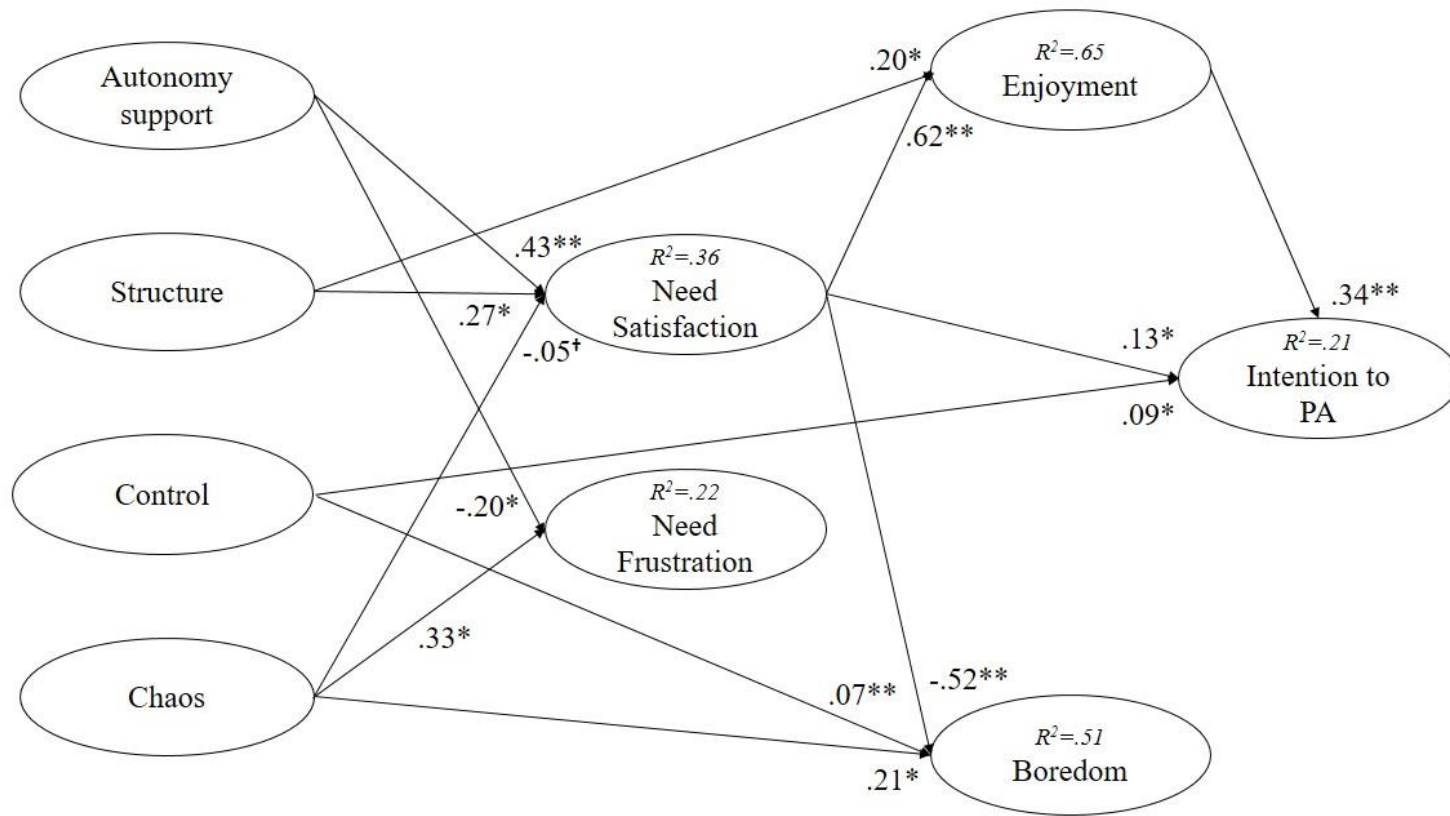 Autonomy
support
Structure
Control
Chaos
.43**
.27*
-.05†
-.20*
.33*
R²=.36
Need
Satisfaction
R²=.22
Need
Frustration
.20*
.62**
R²=.65
Enjoyment
.34**
.13*
.09*
R²=.21
Intention to
PA
.07**
-.52**
.21*
R²=.51
Boredom